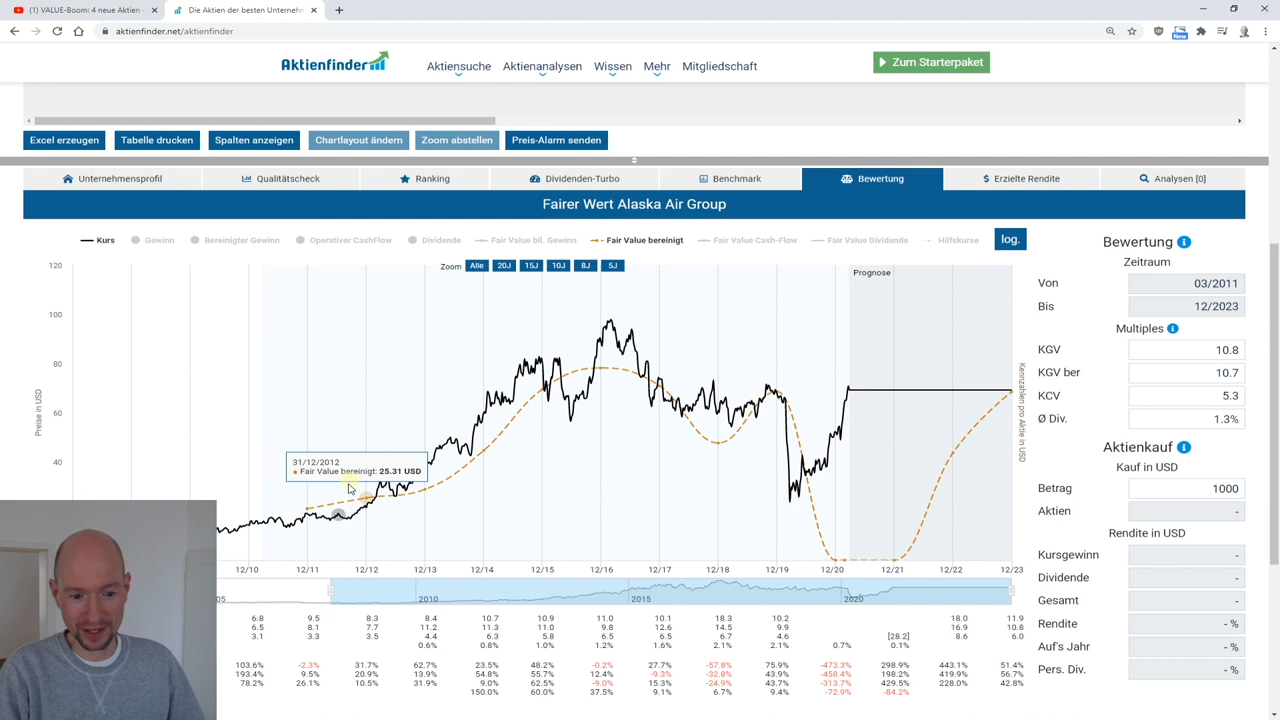 (1) VALUE-Boom: 4 neue Aktien
Die Aktien der besten Unternehm
aktienfinder.net/aktienfinder
New
Aktienfinder
Aktiensuche
Aktienanalysen
Wissen
Mehr
Mitgliedschaft
Zum Starterpaket
Excel erzeugen
Tabelle drucken
Spalten anzeigen
Chartlayout ändern
Zoom abstellen
Preis-Alarm senden
Unternehmensprofil
Qualitätscheck
Ranking
Dividenden-Turbo
Benchmark
Bewertung
Erzielte Rendite
Analysen [0]
Fairer Wert Alaska Air Group
Kurs
Gewinn
Bereinigter Gewinn
Operativer CashFlow
Dividende
Fair Value bil. Gewinn
Fair Value bereinigt
Fair Value Cash-Flow
Fair Value Dividende
Hilfskurse
log.
Zoom Alle 20J 15J 10J 8J 5J
Prognose
120
100
80
60
40
Preise in USD
Kennzahlen pro Aktie in USD
31/12/2012
Fair Value bereinigt: 25.31 USD
12/10 12/11 12/12 12/13 12/14 12/15 12/16 12/17 12/18 12/19 12/20 12/21 12/22 12/23
05 2010 2015 2020
6.8 9.5 8.3 8.4 10.7 10.9 11.0 10.1 18.3 10.2 18.0 11.9
6.5 8.1 7.7 11.2 11.3 11.0 9.8 12.6 14.5 9.9 16.9 10.8
3.1 3.3 3.5 4.4 6.3 5.8 6.5 6.5 6.7 4.6 [28.2] 8.6 6.0
0.6% 0.8% 1.0% 1.2% 1.6% 2.1% 2.1% 0.7% 0.1%
103.6% -2.3% 31.7% 62.7% 23.5% 48.2% -0.2% 27.7% -57.8% 75.9% -473.3% 298.9% 443.1% 51.4%
193.4% 9.5% 20.9% 13.9% 54.8% 55.7% 12.4% -9.3% -32.8% 43.9% -458.4% 198.2% 419.9% 56.7%
78.2% 26.1% 10.5% 31.9% 9.0% 62.5% -9.0% 2.6% -24.9% 43.7% -313,7% 429.5% 228.0% 42.8%
150.0% 60.0% 37.5% 9.1% 6.7% 9.4% -72.9% -84.2%
Bewertung
Zeitraum
Von 03/2011
Bis 12/2023
Multiples
KGV 10.8
KGV ber 10.7
KCV 5.3
Ø Div. 1.3%
Aktienkauf
Kauf in USD
Betrag 1000
Aktien -
Rendite in USD
Kursgewinn -
Dividende -
Gesamt -
Rendite - %
Auf's Jahr - %
Pers. Div. - %